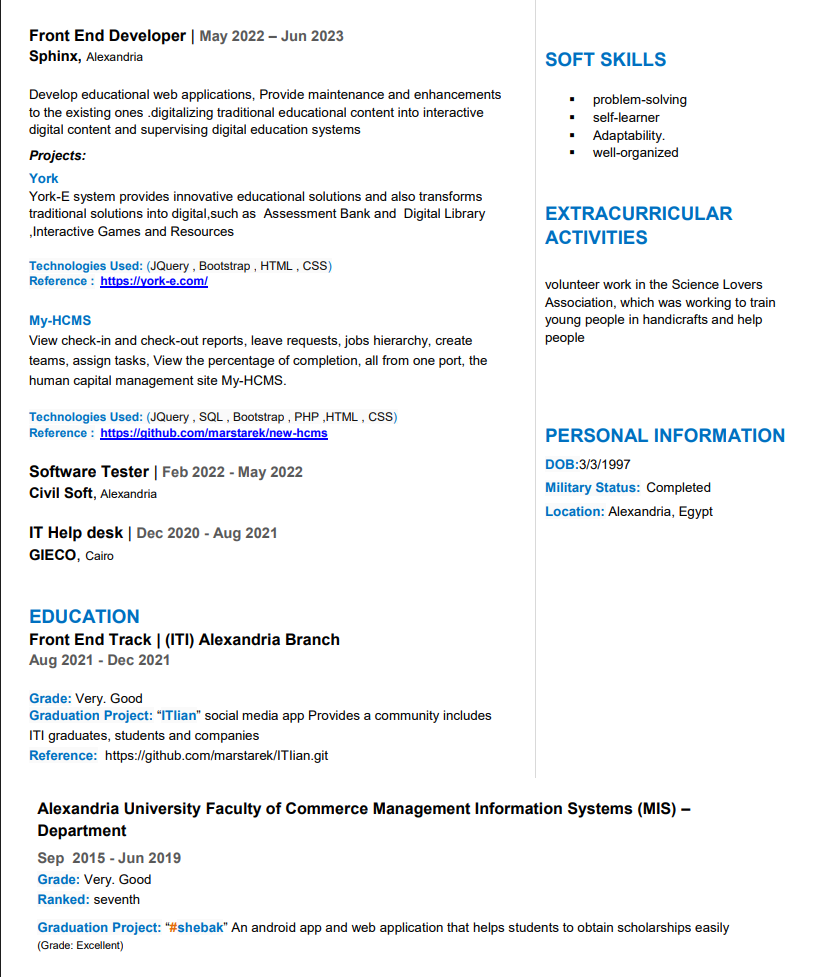 Front End Developer | May 2022 – Jun 2023
Sphinx, Alexandria
Develop educational web applications, Provide maintenance and enhancements
to the existing ones .digitalizing traditional educational content into interactive
digital content and supervising digital education systems
Projects:
York
York-E system provides innovative educational solutions and also transforms
traditional solutions into digital,such as  Assessment Bank and  Digital Library
,Interactive Games and Resources
Technologies Used: (JQuery , Bootstrap , HTML , CSS)
Reference :  https://york-e.com/
My-HCMS
View check-in and check-out reports, leave requests, jobs hierarchy, create
teams, assign tasks, View the percentage of completion, all from one port, the
human capital management site My-HCMS.
Technologies Used: (JQuery , SQL , Bootstrap , PHP ,HTML , CSS)
Reference :  https://github.com/marstarek/new-hcms
Software Tester | Feb 2022 - May 2022
Civil Soft, Alexandria
IT Help desk | Dec 2020 - Aug 2021
GIECO, Cairo
EDUCATION
Front End Track | (ITI) Alexandria Branch
Aug 2021 - Dec 2021
Grade: Very. Good
Graduation Project: “ITIian” social media app Provides a community includes
ITI graduates, students and companies
Reference:  https://github.com/marstarek/ITIian.git
SOFT SKILLS
▪ problem-solving
▪ self-learner
▪ Adaptability.
▪ well-organized
EXTRACURRICULAR
ACTIVITIES
volunteer work in the Science Lovers
Association, which was working to train
young people in handicrafts and help
people
PERSONAL INFORMATION
DOB:3/3/1997
Military Status:  Completed
Location: Alexandria, Egypt
Alexandria University Faculty of Commerce Management Information Systems (MIS) –
Department
Sep  2015 - Jun 2019
Grade: Very. Good
Ranked: seventh
Graduation Project: “#shebak” An android app and web application that helps students to obtain scholarships easily
(Grade: Excellent)